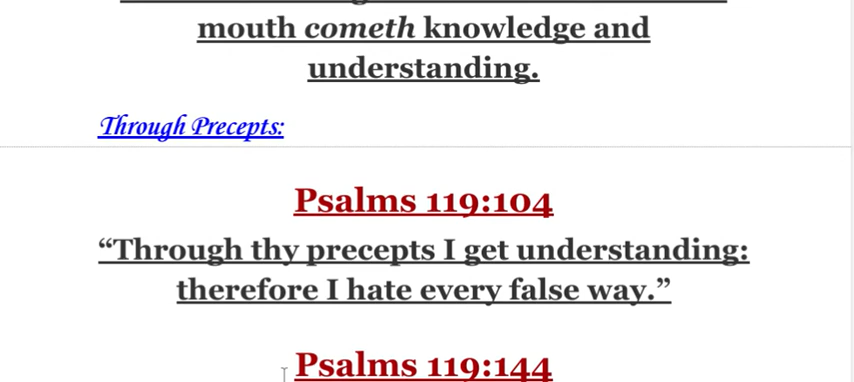 mouth cometh knowledge and
understanding.
Through Precepts:
Psalms 119:104
“Through thy precepts I get understanding:
therefore I hate every false way.”
Psalms 119:144